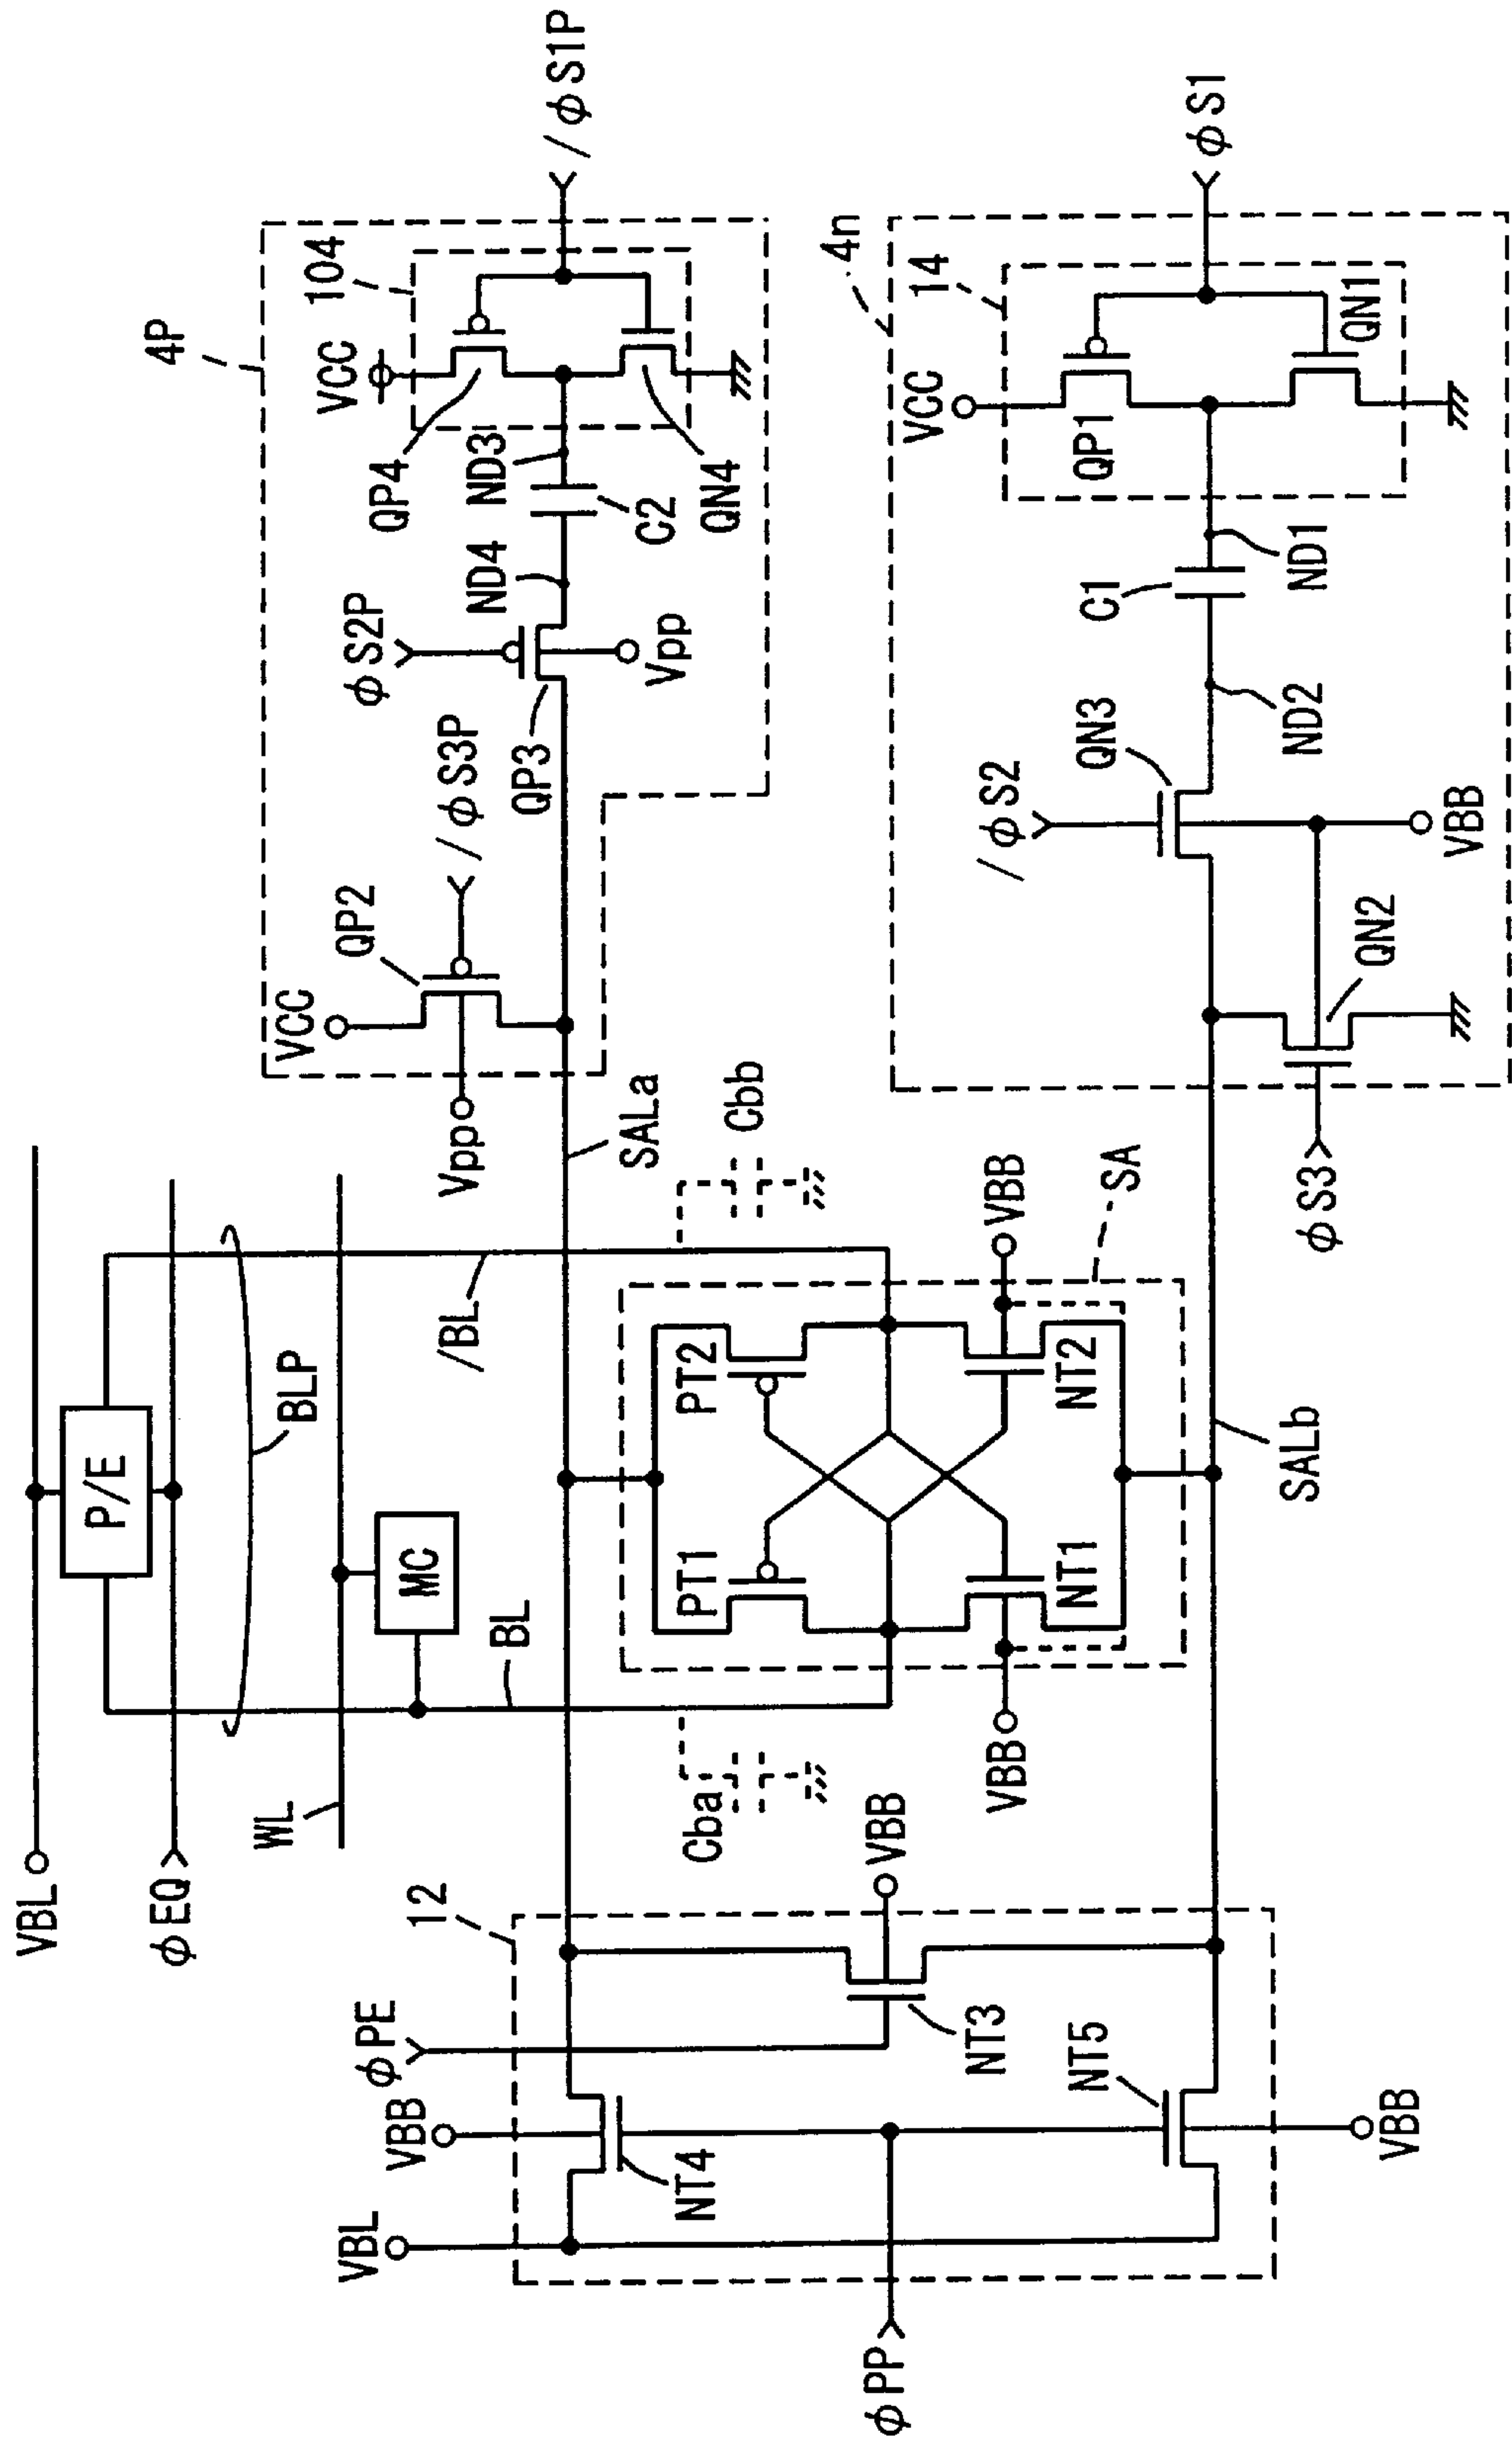 VBL
φEQ
WL
P/E
BLP
MC
BL
/BL
4P
VCC
104
QP4
ND3
C2
QN4
/φS1P
ND4
φS2P
Vpp
QP3
/φS3P
QP2
VCC
Vpp
SALa
Cbb
Cba
12
φPE
VBB
VBB
NT3
NT4
NT5
VBL
VBB
φPP
PT1
PT2
NT1
NT2
VBB
VBB
SA
SALb
4n
14
VCC
QP1
QN1
φS1
ND1
C1
ND2
QN3
/φS2
VBB
QN2
φS3